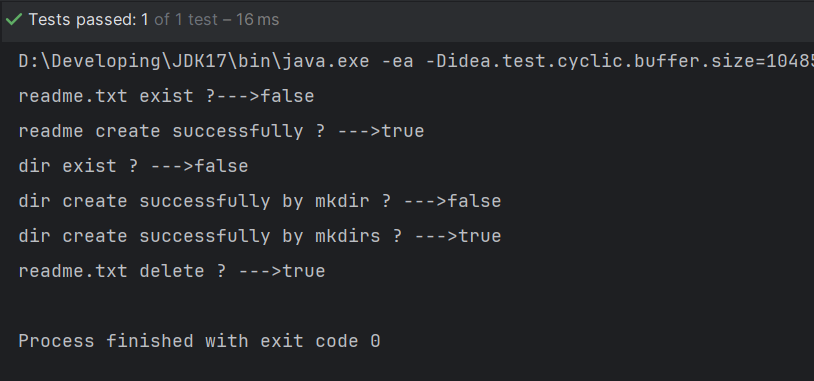 Tests passed: 1 of 1 test – 16 ms
D:\Developing\JDK17\bin\java.exe -ea -Didea.test.cyclic.buffer.size=10485
readme.txt exist ?--->false
readme create successfully ? --->true
dir exist ? --->false
dir create successfully by mkdir ? --->false
dir create successfully by mkdirs ? --->true
readme.txt delete ? --->true
Process finished with exit code 0